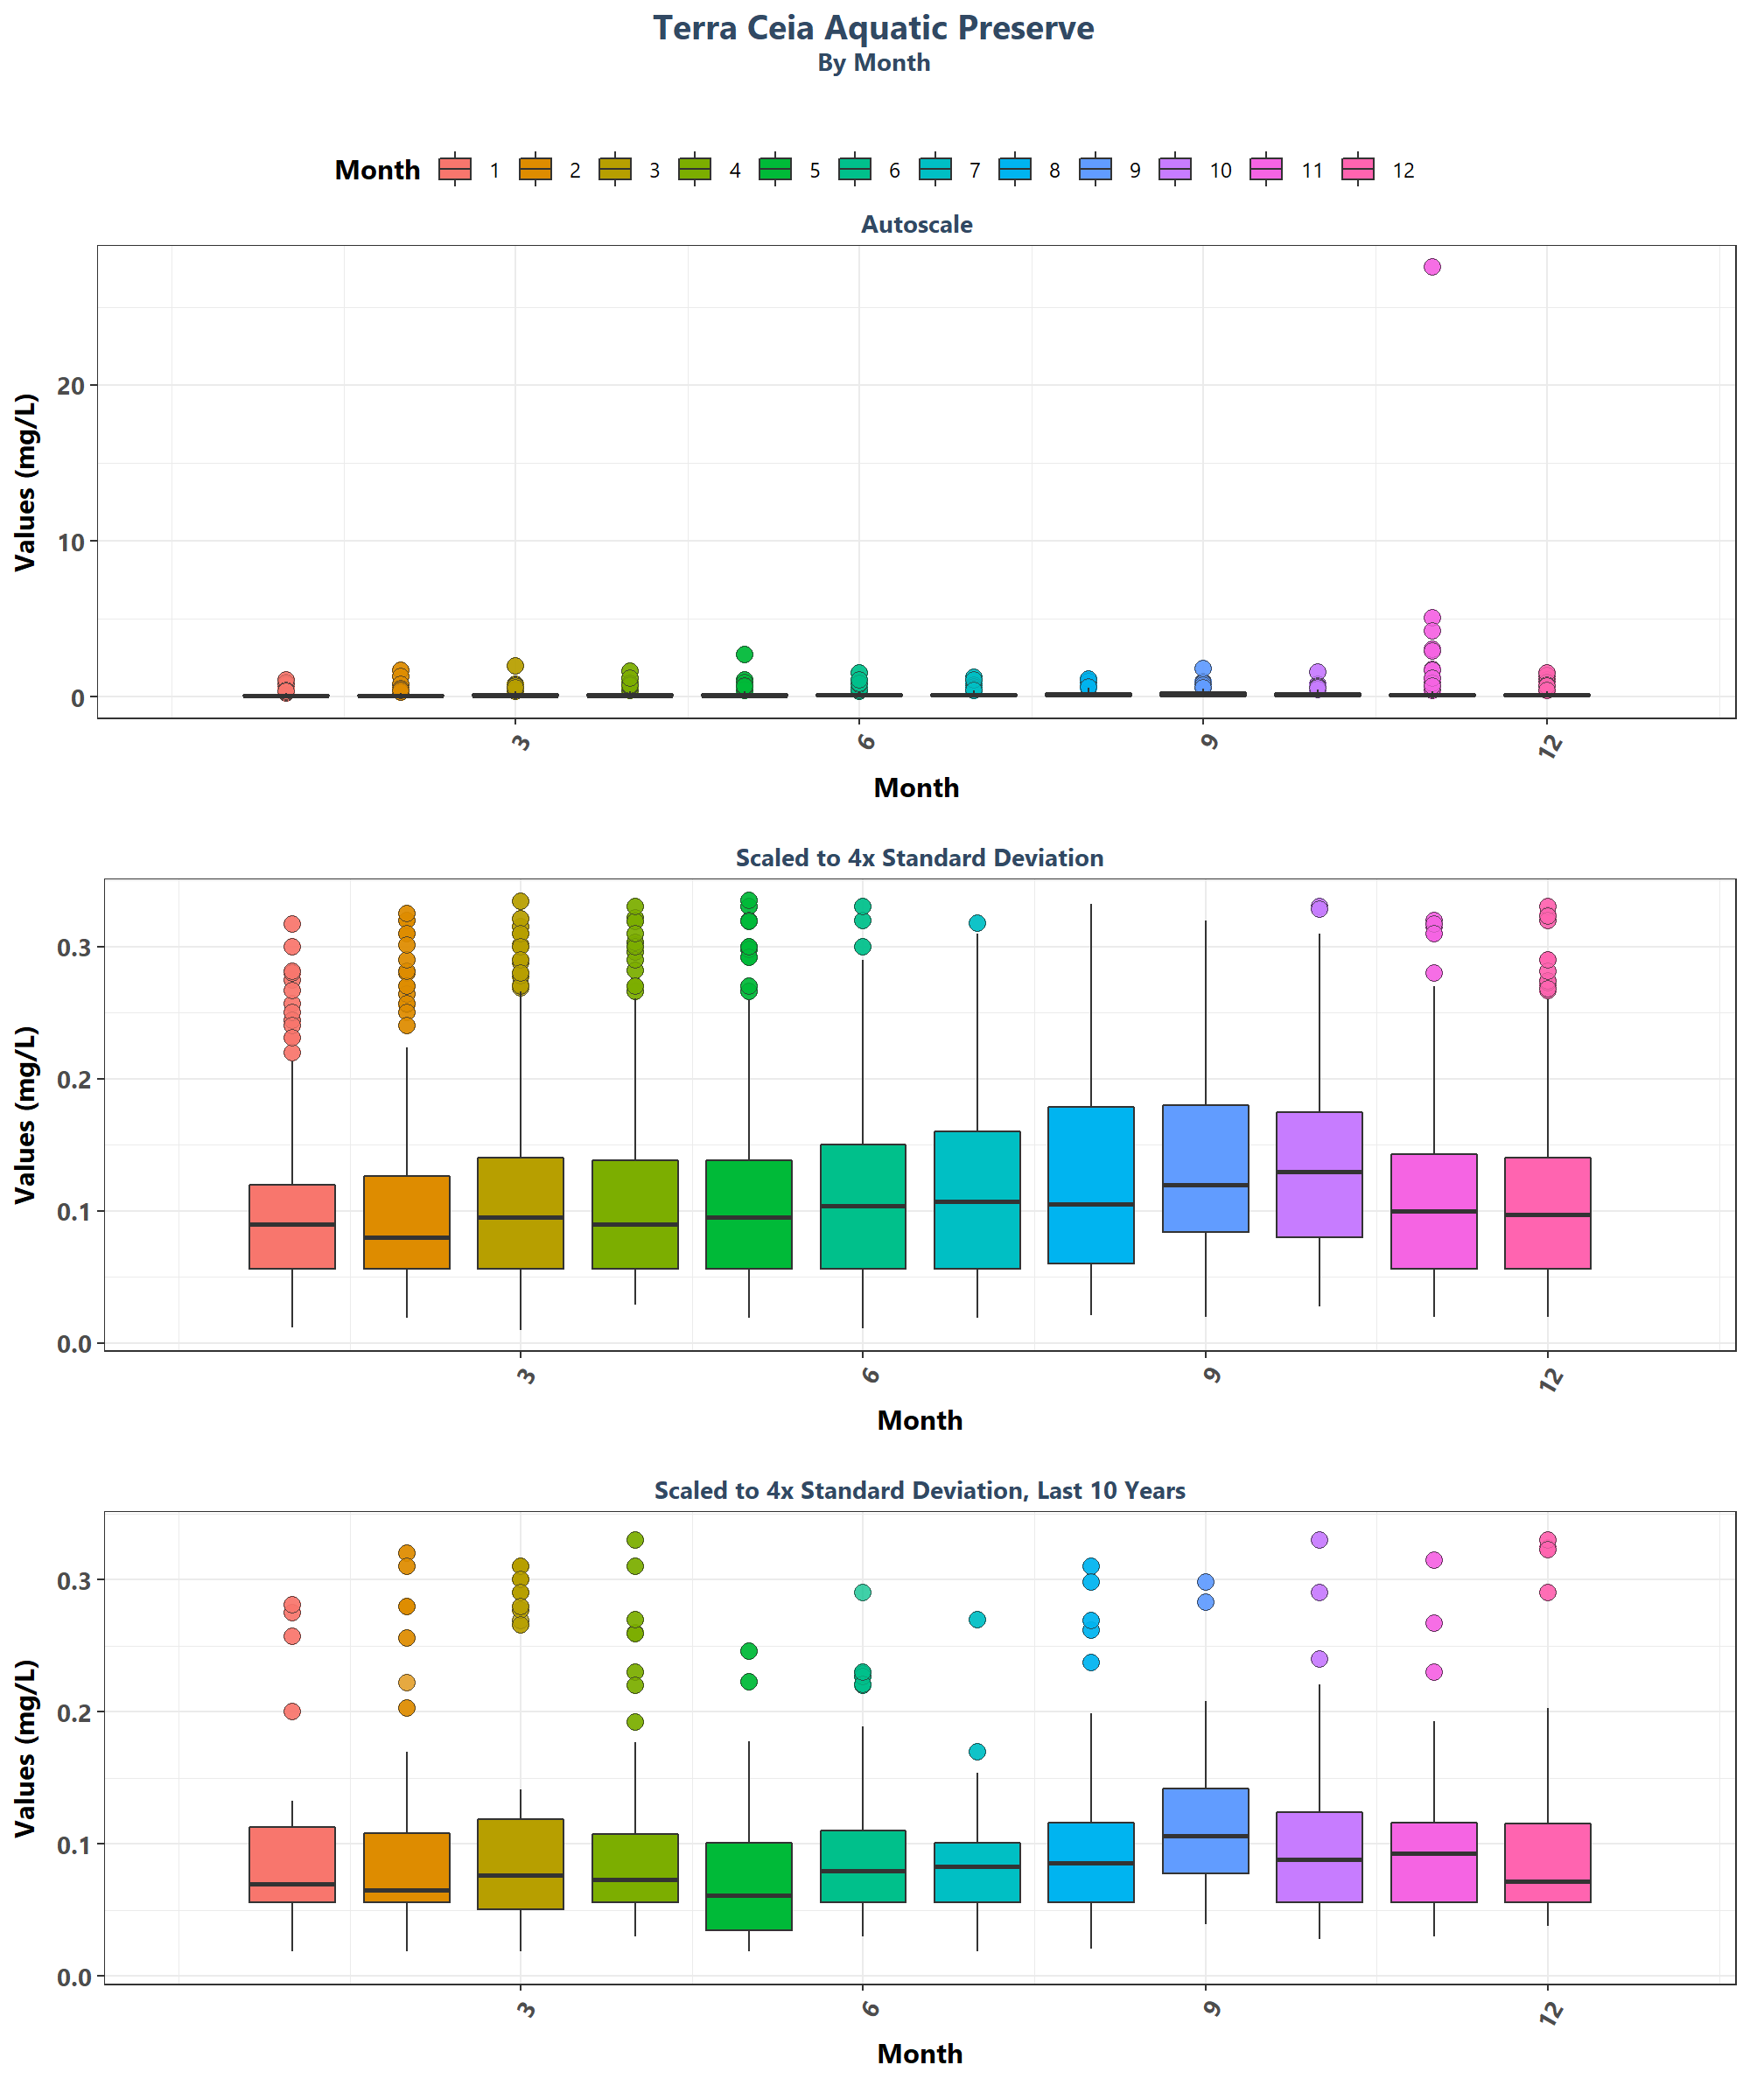 Terra Ceia Aquatic Preserve
By Month
Month 1 2 3 4 5 6 7 8 9 10 11 12
Autoscale
Values (mg/L)
20
10
0
3 6 9 12
Month
Scaled to 4x Standard Deviation
Values (mg/L)
0.3
0.2
0.1
0.0
3 6 9 12
Month
Scaled to 4x Standard Deviation, Last 10 Years
Values (mg/L)
0.3
0.2
0.1
0.0
3 6 9 12
Month